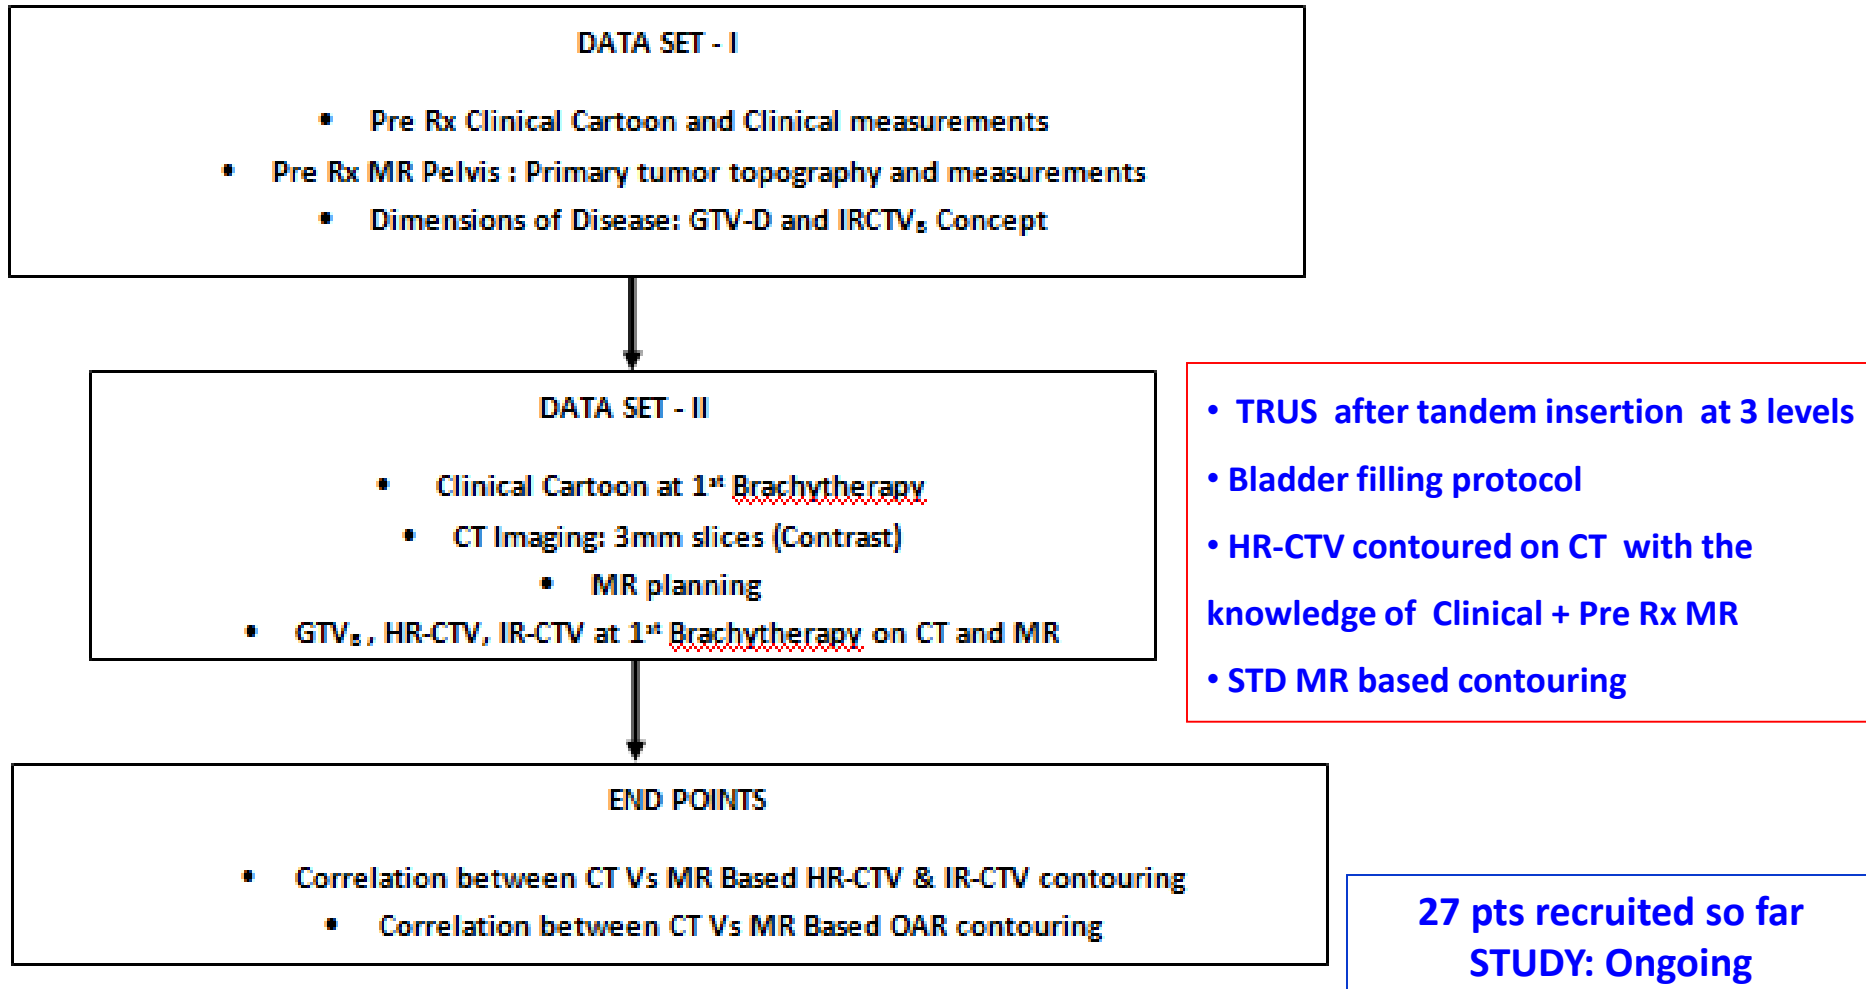 DATA SET - I
• Pre Rx Clinical Cartoon and Clinical measurements
• Pre Rx MR Pelvis : Primary tumor topography and measurements
• Dimensions of Disease: GTV-D and IRCTV₅ Concept
DATA SET - II
• Clinical Cartoon at 1ˢᵗ Brachytherapy
• CT Imaging: 3mm slices (Contrast)
• MR planning
• GTV₈ , HR-CTV, IR-CTV at 1ˢᵗ Brachytherapy on CT and MR
• TRUS after tandem insertion at 3 levels
• Bladder filling protocol
• HR-CTV contoured on CT with the
knowledge of Clinical + Pre Rx MR
• STD MR based contouring
END POINTS
• Correlation between CT Vs MR Based HR-CTV & IR-CTV contouring
• Correlation between CT Vs MR Based OAR contouring
27 pts recruited so far
STUDY: Ongoing